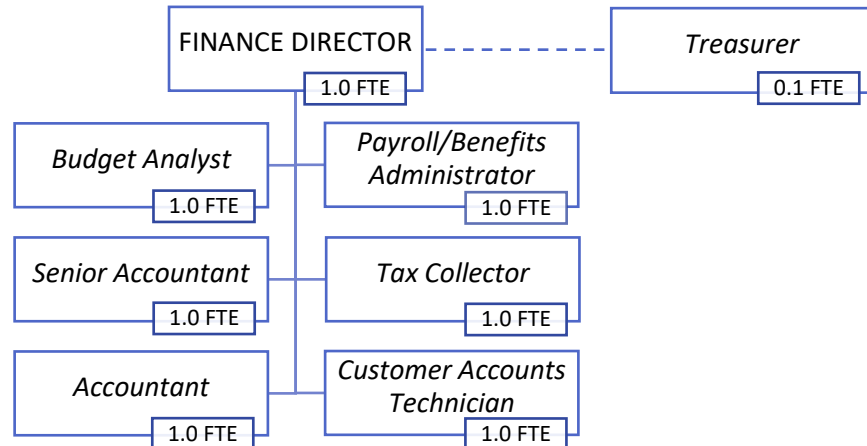 FINANCE DIRECTOR
1.0 FTE
Treasurer
0.1 FTE
Budget Analyst
1.0 FTE
Payroll/Benefits
Administrator
1.0 FTE
Senior Accountant
1.0 FTE
Tax Collector
1.0 FTE
Accountant
1.0 FTE
Customer Accounts
Technician
1.0 FTE